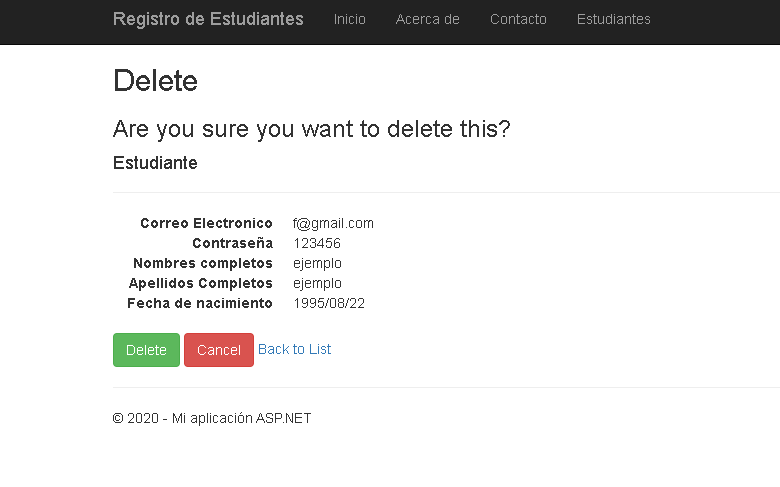 Registro de Estudiantes Inicio Acerca de Contacto Estudiantes
Delete
Are you sure you want to delete this?
Estudiante
Correo Electronico f@gmail.com
Contraseña 123456
Nombres completos ejemplo
Apellidos Completos ejemplo
Fecha de nacimiento 1995/08/22
Delete Cancel Back to List
© 2020 - Mi aplicación ASP.NET